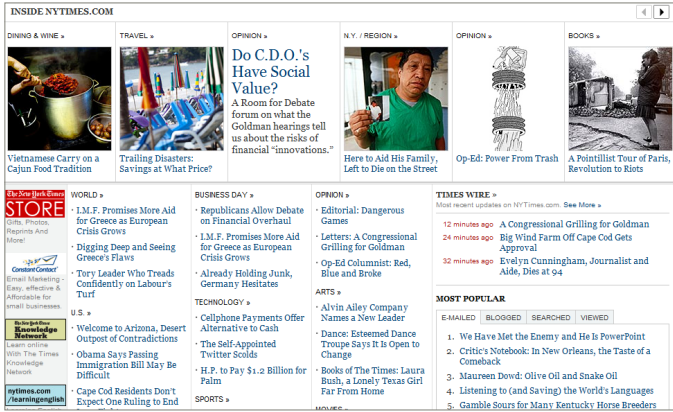 INSIDE NYTIMES.COM
DINING & WINE »
Vietnamese Carry on a
Cajun Food Tradition
TRAVEL »
Trailing Disasters:
Savings at What Price?
OPINION »
Do C.D.O.'s
Have Social
Value?
A Room for Debate
forum on what the
Goldman hearings tell
us about the risks of
financial “innovations.”
N.Y. / REGION »
Here to Aid His Family,
Left to Die on the Street
OPINION »
Op-Ed: Power From Trash
BOOKS »
A Pointillist Tour of Paris,
Revolution to Riots
The New York Times
STORE
Gifts, Photos,
Reprints And
More!
Constant Contact
Email Marketing -
Easy, effective &
Affordable for
small businesses.
The New York Times
Knowledge
Network
Learn online
With The Times
Knowledge
Network
nytimes.com
/learningenglish
WORLD »
· I.M.F. Promises More Aid
for Greece as European
Crisis Grows
· Digging Deep and Seeing
Greece's Flaws
· Tory Leader Who Treads
Confidently on Labour's
Turf
U.S. »
· Welcome to Arizona, Desert
Outpost of Contradictions
· Obama Says Passing
Immigration Bill May Be
Difficult
· Cape Cod Residents Don't
Expect One Ruling to End
BUSINESS DAY »
· Republicans Allow Debate
on Financial Overhaul
· I.M.F. Promises More Aid
for Greece as European
Crisis Grows
· Already Holding Junk,
Germany Hesitates
TECHNOLOGY »
· Cellphone Payments Offer
Alternative to Cash
· The Self-Appointed
Twitter Scolds
· H.P. to Pay $1.2 Billion for
Palm
SPORTS »
OPINION »
· Editorial: Dangerous
Games
· Letters: A Congressional
Grilling for Goldman
· Op-Ed Columnist: Red,
Blue and Broke
ARTS »
· Alvin Ailey Company
Names a New Leader
· Dance: Esteemed Dance
Troupe Says It Is Open to
Change
· Books of The Times: Laura
Bush, a Lonely Texas Girl
Far From Home
MOVIES »
TIMES WIRE »
Most recent updates on NYTimes.com. See More »
12 minutes ago A Congressional Grilling for Goldman
24 minutes ago Big Wind Farm Off Cape Cod Gets
Approval
32 minutes ago Evelyn Cunningham, Journalist and
Aide, Dies at 94
MOST POPULAR
E-MAILED BLOGGED SEARCHED VIEWED
1. We Have Met the Enemy and He Is PowerPoint
2. Critic's Notebook: In New Orleans, the Taste of a
Comeback
3. Maureen Dowd: Olive Oil and Snake Oil
4. Listening to (and Saving) the World's Languages
5. Gamble Sours for Many Kentucky Horse Breeders